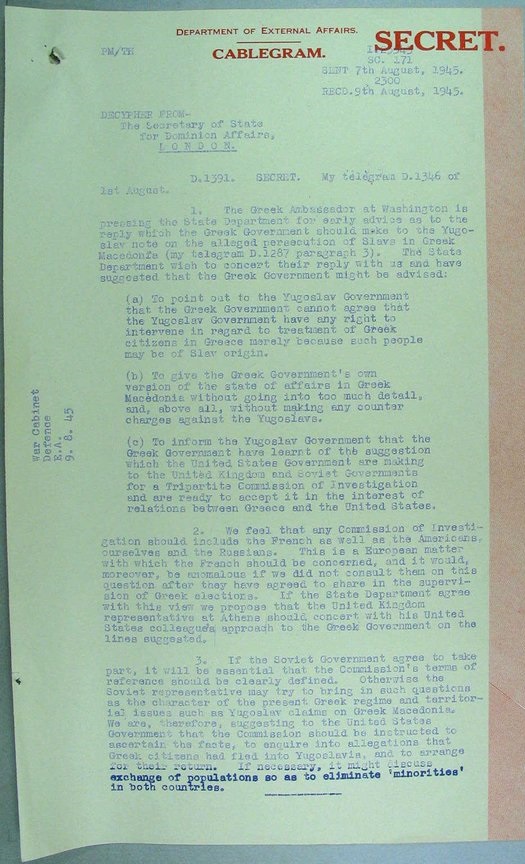 DEPARTMENT OF EXTERNAL AFFAIRS.
SECRET.
PM/TH
CABLEGRAM.
SC. 171
SENT 7th August, 1945.
2300
RECD. 9th August, 1945.
DECYPHER FROM-
The Secretary of State
for Dominion Affairs,
LONDON.
D.1391. SECRET. My telegram D.1346 of
1st August.
1. The Greek Ambassador at Washington is
pressing the State Department for early advice as to the
reply which the Greek Government should make to the Yugo-
slav note on the alleged persecution of Slavs in Greek
Macedonia (my telegram D.1267 paragraph 3). The State
Department wish to concert their reply with us and have
suggested that the Greek Government might be advised:
(a) To point out to the Yugoslav Government
that the Greek Government cannot agree that
the Yugoslav Government have any right to
intervene in regard to treatment of Greek
citizens in Greece merely because such people
may be of Slav origin.
(b) To give the Greek Government's own
version of the state of affairs in Greek
Macedonia without going into too much detail,
and, above all, without making any counter
charges against the Yugoslavs.
(c) To inform the Yugoslav Government that the
Greek Government have learnt of the suggestion
which the United States Government are making
to the United Kingdom and Soviet Governments
for a Tripartite Commission of Investigation
and are ready to accept it in the interest of
relations between Greece and the United States.
War Cabinet
Defence
E.A.
9. 8. 45
2. We feel that any Commission of Investi-
gation should include the French as well as the Americans,
ourselves and the Russians. This is a European matter
with which the French should be concerned, and it would,
moreover, be anomalous if we did not consult them on this
question after they have agreed to share in the supervi-
sion of Greek elections. If the State Department agree
with this view we propose that the United Kingdom
representative at Athens should concert with his United
States colleague's approach to the Greek Government on the
lines suggested.
3. If the Soviet Government agree to take
part, it will be essential that the Commission's terms of
reference should be clearly defined. Otherwise the
Soviet representative may try to bring in such questions
as the character of the present Greek regime and territor-
ial issues such as Yugoslav claims on Greek Macedonia.
We are, therefore, suggesting to the United States
Government that the Commission should be instructed to
ascertain the facts, to enquire into allegations that
Greek citizens had fled into Yugoslavia, and to arrange
for their return. If necessary, it might discuss
exchange of populations so as to eliminate 'minorities'
in both countries.